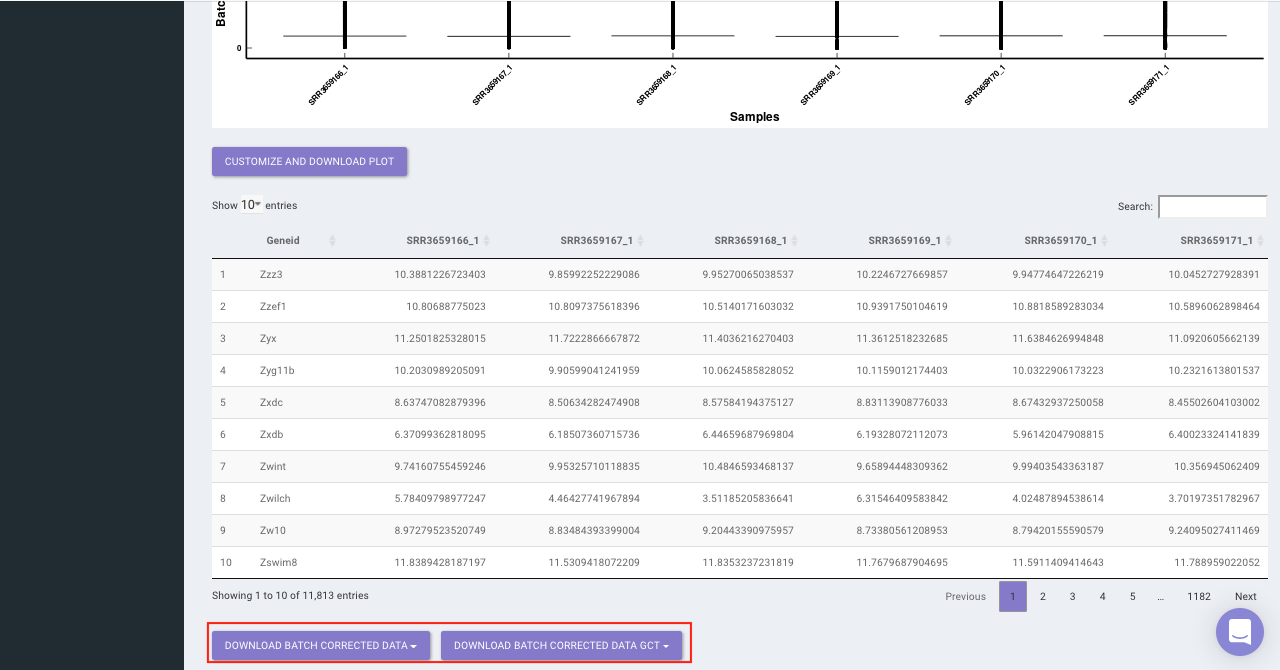 Batc
0
SRR3659166_1 SRR3659167_1 SRR3659168_1 SRR3659169_1 SRR3659170_1 SRR3659171_1
Samples
CUSTOMIZE AND DOWNLOAD PLOT
Show 10 entries Search:
Geneid SRR3659166_1 SRR3659167_1 SRR3659168_1 SRR3659169_1 SRR3659170_1 SRR3659171_1
1 Zzz3 10.3881226723403 9.85992252229086 9.95270065038537 10.2246727669857 9.94774647226219 10.0452727928391
2 Zzef1 10.80688775023 10.8097375618396 10.5140171603032 10.9391750104619 10.8818589283034 10.5896062898464
3 Zyx 11.2501825328015 11.7222866667872 11.4036216270403 11.3612518232685 11.6384626994848 11.0920605662139
4 Zyg11b 10.2030989205091 9.90599041241959 10.0624585828052 10.1159012174403 10.0322906173223 10.2321613801537
5 Zxdc 8.63747082879396 8.50634282474908 8.57584194375127 8.83113908776033 8.67432937250058 8.45502604103002
6 Zxdb 6.37099362818095 6.18507360715736 6.44659687969804 6.19328072112073 5.96142047908815 6.40023324141839
7 Zwint 9.74160755459246 9.95325710118835 10.4846593468137 9.65894448309362 9.99403543363187 10.356945062409
8 Zwilch 5.78409798977247 4.46427741967894 3.51185205836641 6.31546409583842 4.02487894538614 3.70197351782967
9 Zw10 8.97279523520749 8.83484393399004 9.20443390975957 8.73380561208953 8.79420155590579 9.24095027411469
10 Zswim8 11.8389428187197 11.5309418072209 11.8353237231819 11.7679687904695 11.5911409414643 11.788959022052
Showing 1 to 10 of 11,813 entries Previous 1 2 3 4 5 … 1182 Next
DOWNLOAD BATCH CORRECTED DATA DOWNLOAD BATCH CORRECTED DATA GCT